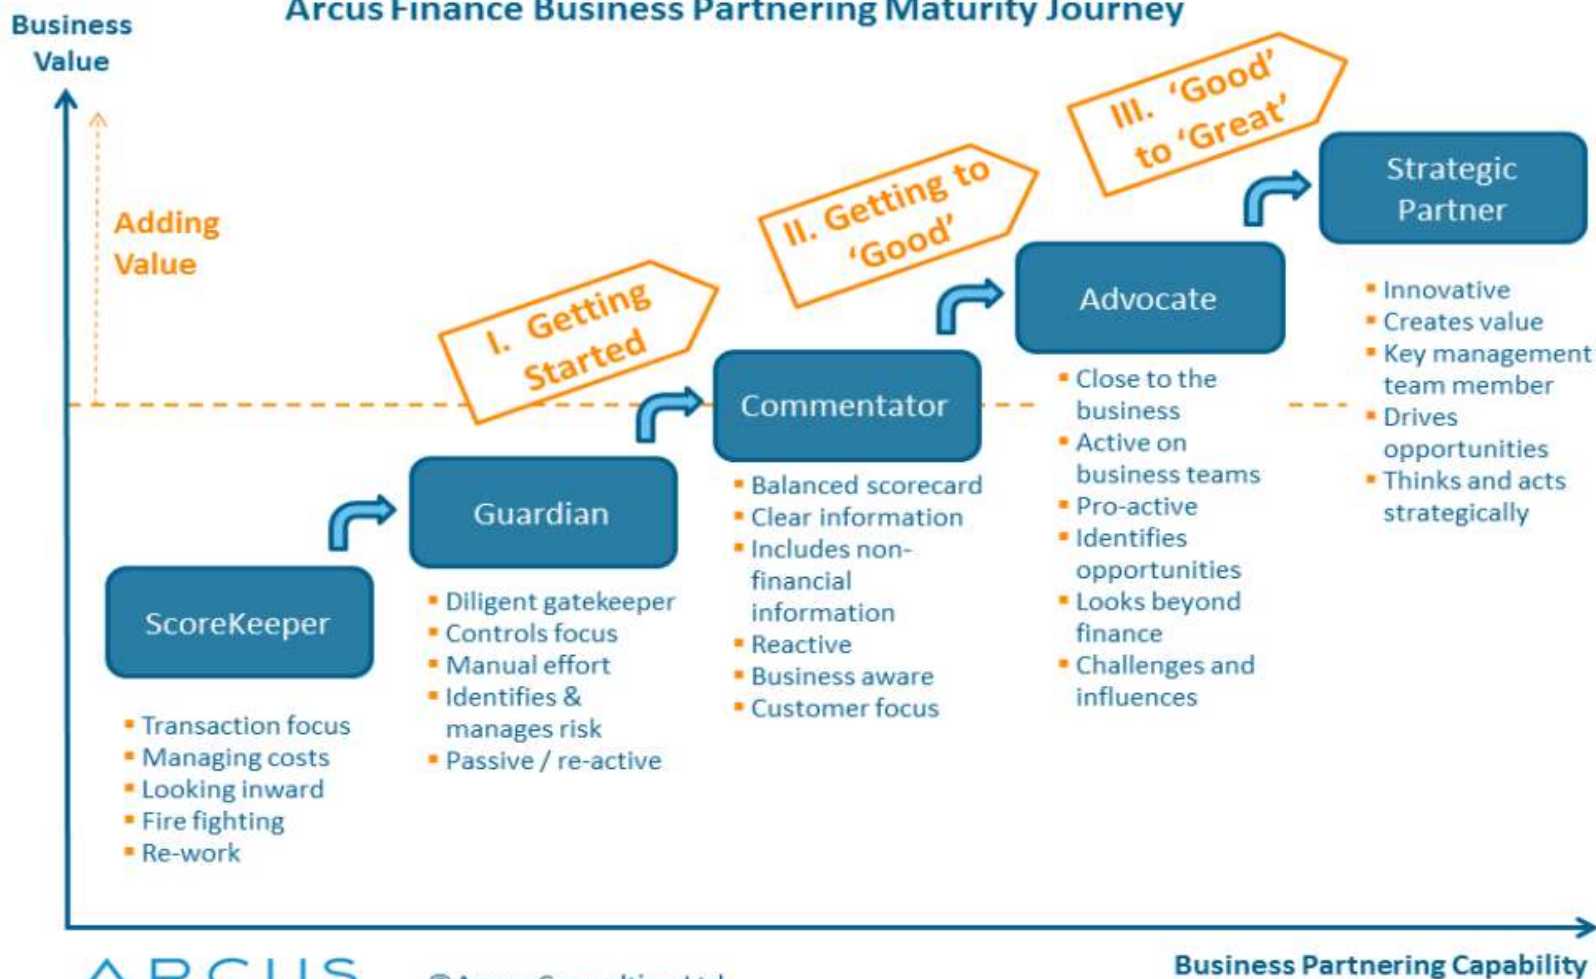 Arcus Finance Business Partnering Maturity Journey
Business
Value
Adding
Value
I. Getting
Started
II. Getting to
‘Good’
III. ‘Good’
to ‘Great’
ScoreKeeper
▪ Transaction focus
▪ Managing costs
▪ Looking inward
▪ Fire fighting
▪ Re-work
Guardian
▪ Diligent gatekeeper
▪ Controls focus
▪ Manual effort
▪ Identifies &
manages risk
▪ Passive / re-active
Commentator
▪ Balanced scorecard
▪ Clear information
▪ Includes non-
financial
information
▪ Reactive
▪ Business aware
▪ Customer focus
Advocate
▪ Close to the
business
▪ Active on
business teams
▪ Pro-active
▪ Identifies
opportunities
▪ Looks beyond
finance
▪ Challenges and
influences
Strategic
Partner
▪ Innovative
▪ Creates value
▪ Key management
team member
▪ Drives
opportunities
▪ Thinks and acts
strategically
Business Partnering Capability
ARCUS
© Arcus Consulting Ltd